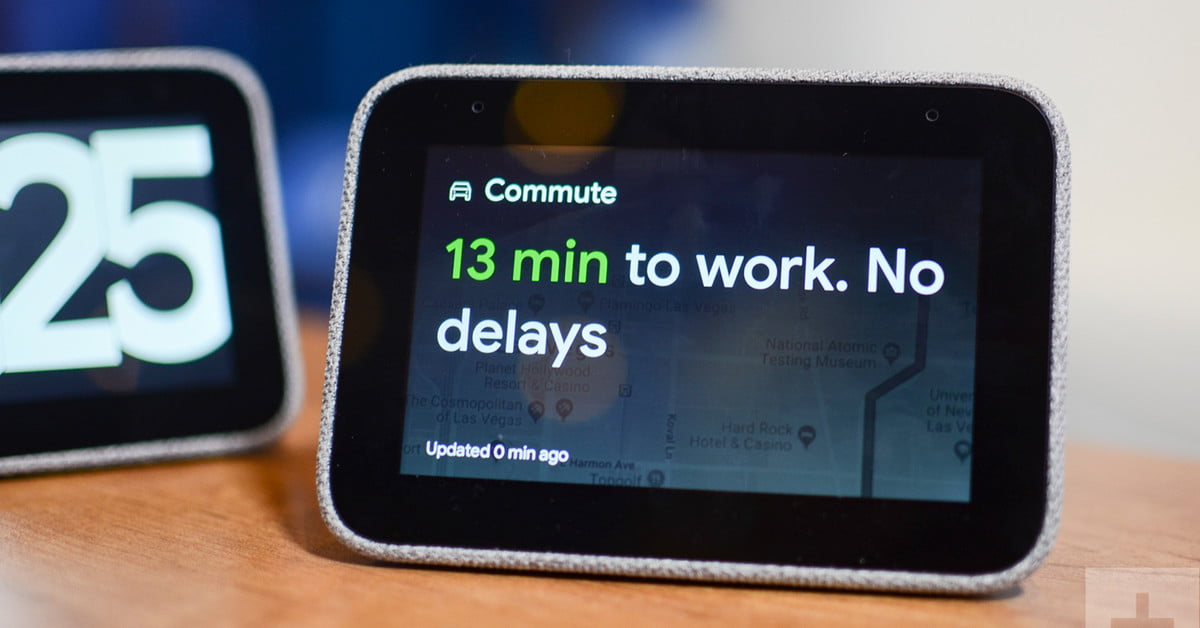 25
Commute
13 min to work. No
delays
Updated 0 min ago
Flamingo Las Vegas
National Atomic
Testing Museum
Planet Hollywood
Resort & Casino
The Cosmopolitan
of Las Vegas
Hard Rock
Hotel & Casino
Koval Ln
Harmon Ave
Topgolf